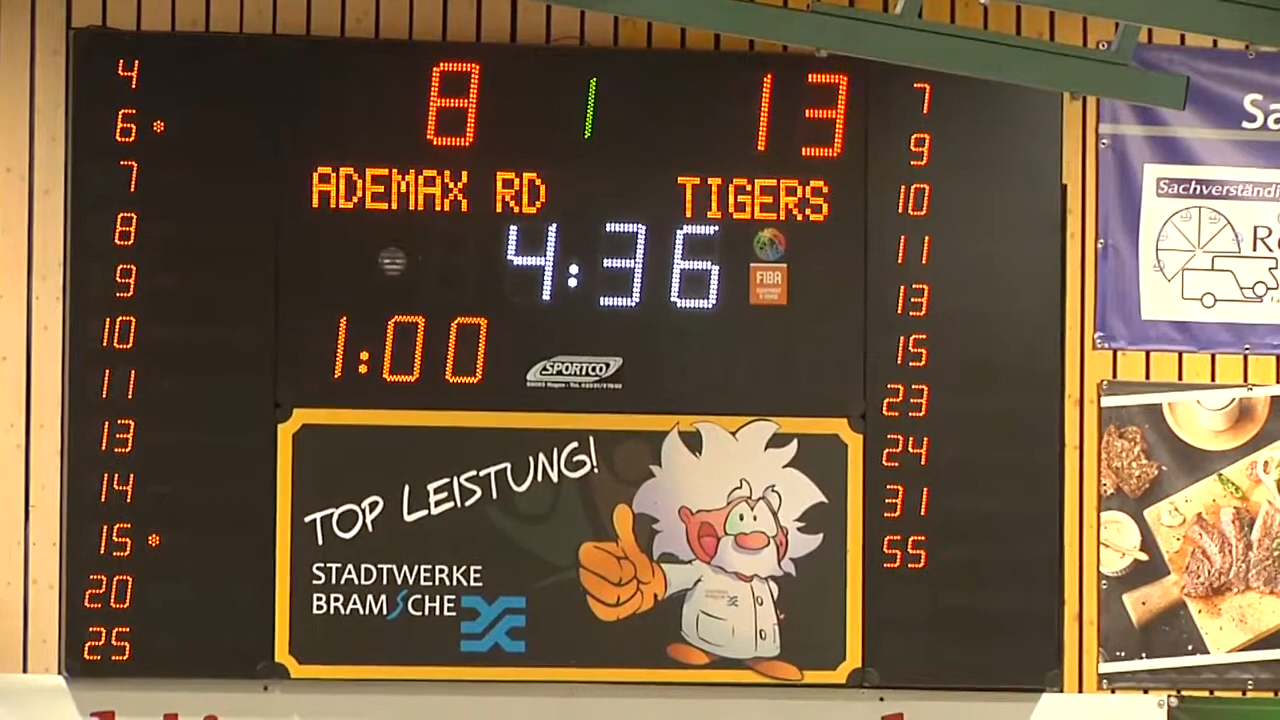 4
6 *
7
8
9
10
11
13
14
15 *
20
25
8 1 13
ADEMAX RD TIGERS
4:36
FIBA
1:00
SPORTCO
TOP LEISTUNG!
STADTWERKE
BRAMSCHE
7
9
10
11
13
15
23
24
31
55
Sa
Sachverständi